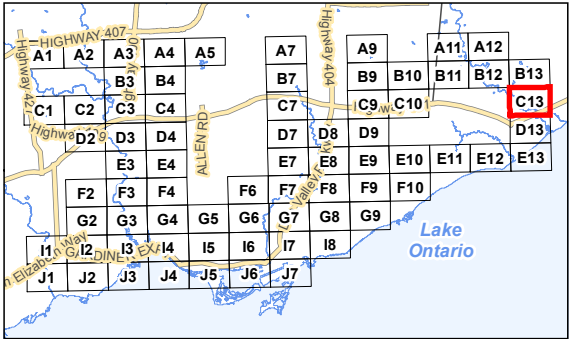 HIGHWAY 407
A1 A2 A3 A4 A5 A7 A9 A11 A12
B3 B4 B7 B9 B10 B11 B12 B13
C1 C2 C3 C4 C7 C9 C10 C13
D2 D3 D4 D7 D8 D9 D13
E3 E4 E7 E8 E9 E10 E11 E12 E13
F2 F3 F4 F6 F7 F8 F9 F10
G2 G3 G4 G5 G6 G7 G8 G9
I1 I2 I3 I4 I5 I6 I7 I8
J1 J2 J3 J4 J5 J6 J7
Highway 404
ALLEN RD
Lake
Ontario